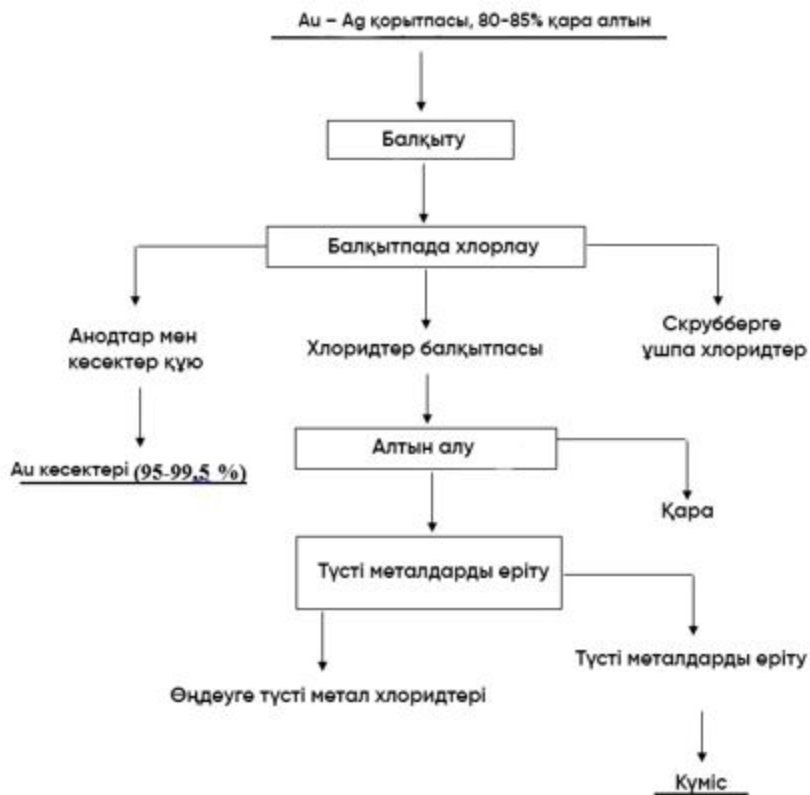 Au – Ag қорытпасы, 80-85% қара алтын
Балқыту
Балқытпада хлорлау
Анодтар мен
кесектер құю
Хлоридтер балқытпасы
Скрубберге
ұшпа хлоридтер
Алтын алу
Au кесектері (95-99,5 %)
Қара
Түсті металдарды еріту
Түсті металдарды еріту
Өңдеуге түсті метал хлоридтері
Күміс